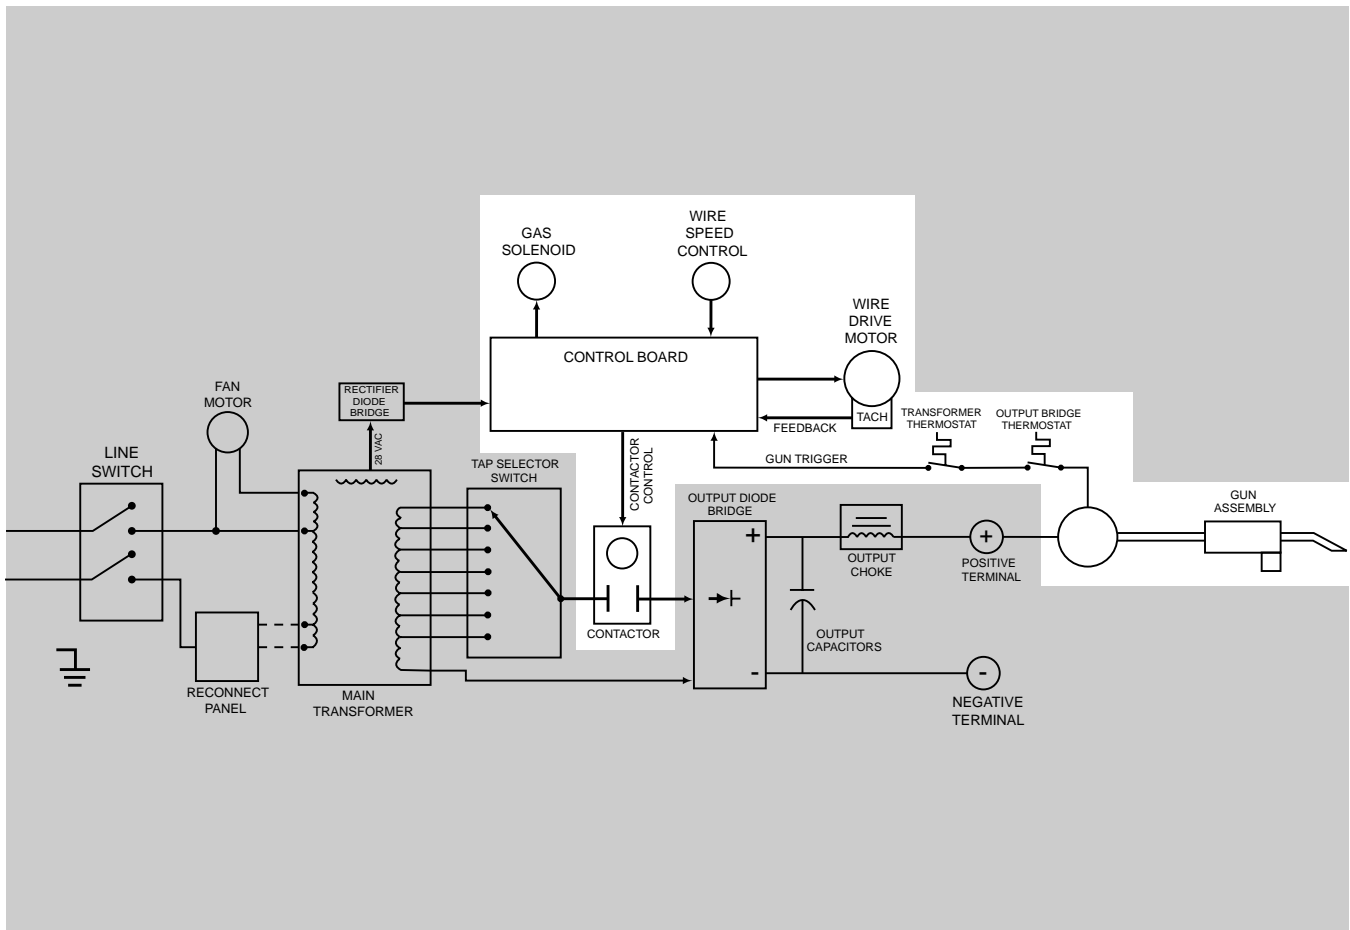 WIRE
SPEED
CONTROL
GAS
SOLENOID
WIRE
DRIVE
MOTOR
CONTROL BOARD
TACH
FEEDBACK
RECTIFIER
DIODE
BRIDGE
28 VAC
FAN
MOTOR
LINE
SWITCH
TRANSFORMER
THERMOSTAT
OUTPUT BRIDGE
THERMOSTAT
GUN TRIGGER
CONTACTOR
CONTROL
TAP SELECTOR
SWITCH
OUTPUT DIODE
BRIDGE
GUN
ASSEMBLY
+
+
OUTPUT
CHOKE
POSITIVE
TERMINAL
CONTACTOR
OUTPUT
CAPACITORS
-
-
RECONNECT
PANEL
MAIN
TRANSFORMER
NEGATIVE
TERMINAL